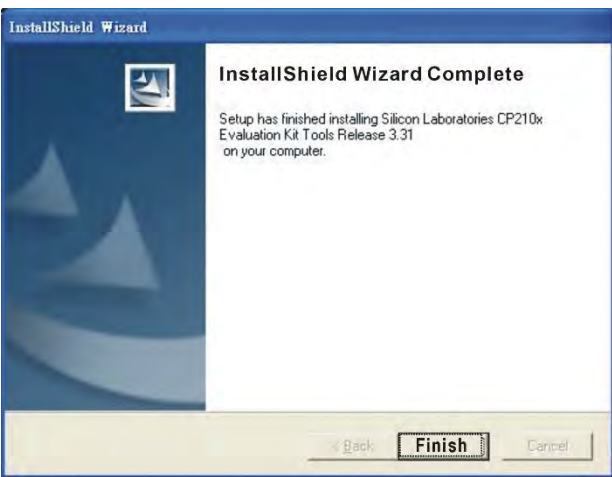 InstallShield Wizard
InstallShield Wizard Complete
Setup has finished installing Silicon Laboratories CP210x
Evaluation Kit Tools Release 3.31
on your computer.
< Back
Finish
Cancel